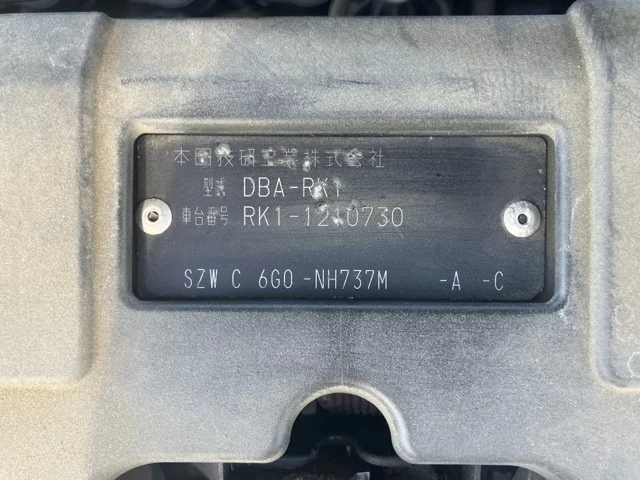 本田技研工業株式会社
型式 DBA-RK1
車台番号 RK1-1210730
SZW C 6G0 -NH737M -A -C